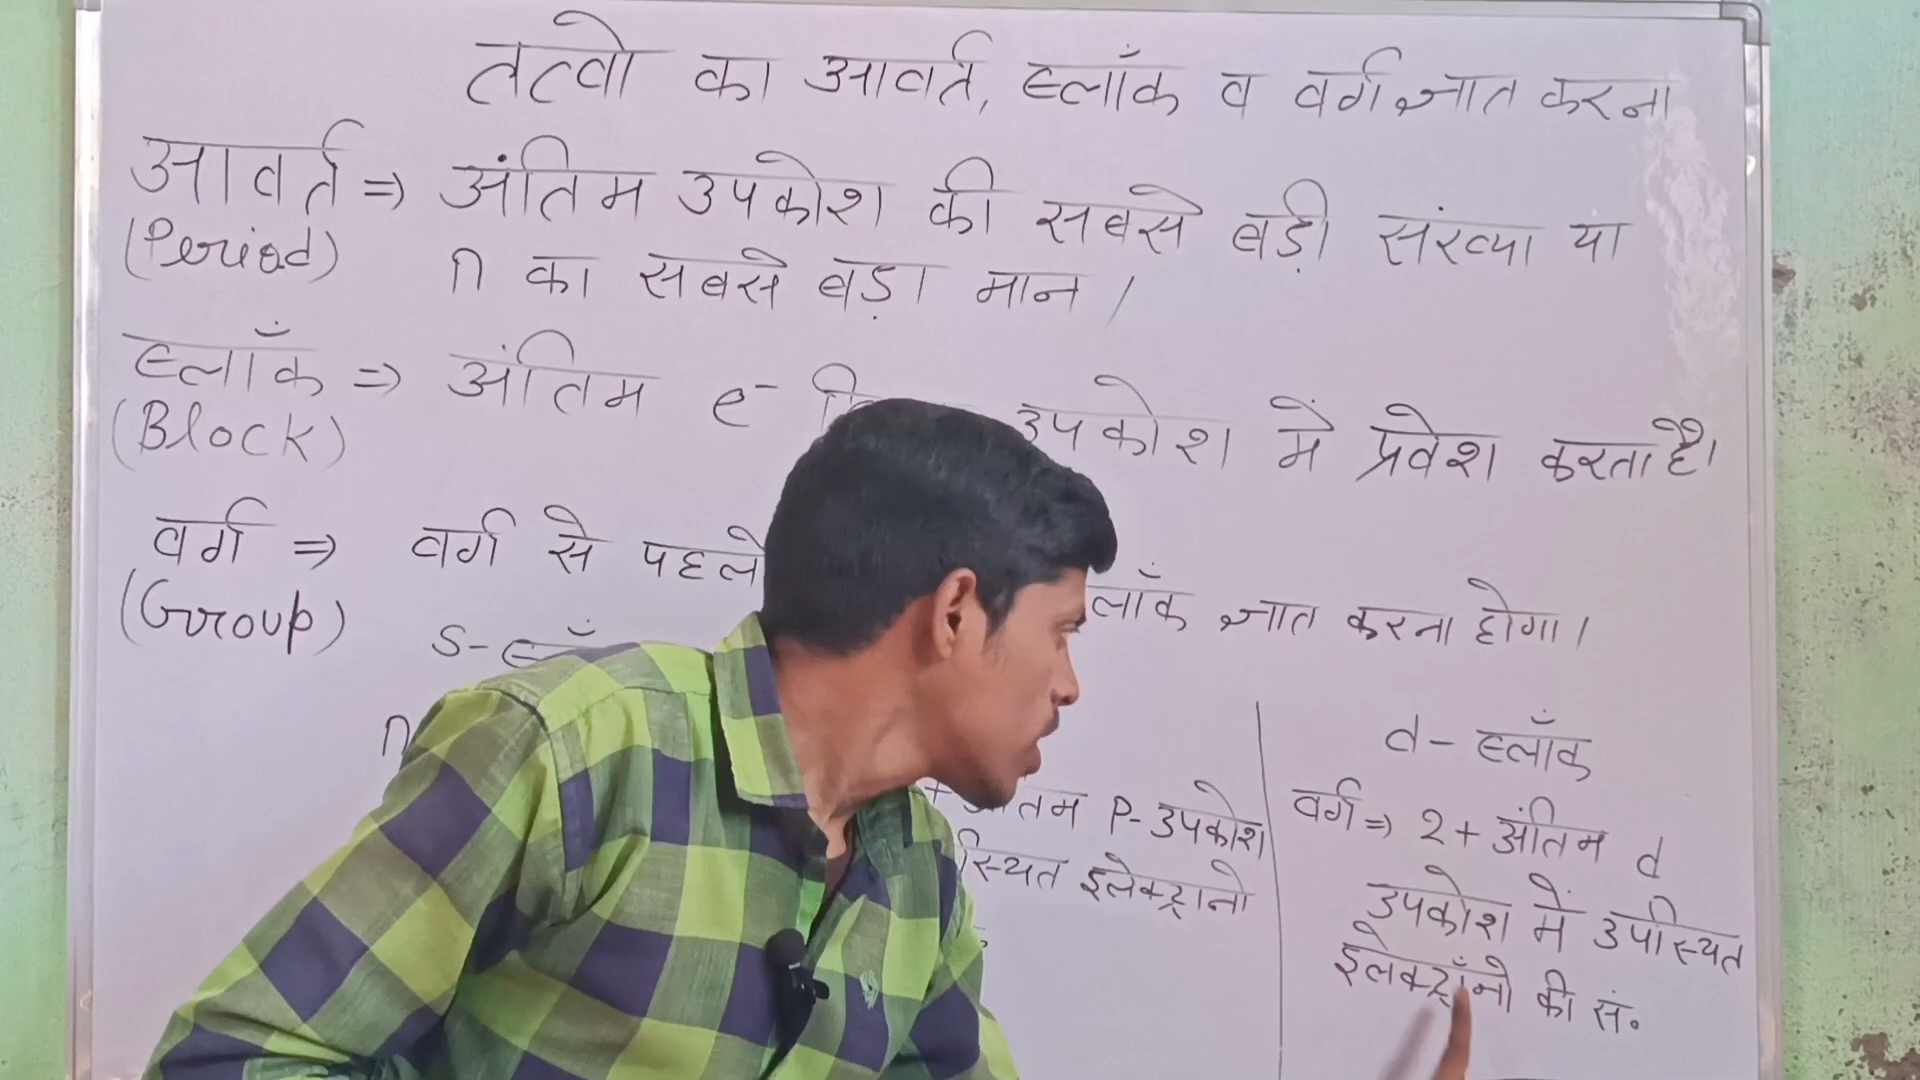 तत्वो का आवर्त, ब्लॉक व वर्ग ज्ञात करना
आवर्त ⇒ अंतिम उपकोश की सबसे बड़ी संख्या या
(Period) n का सबसे बड़ा मान।
ब्लॉक ⇒ अंतिम e⁻ उपकोश में प्रवेश करता है।
(Block)
वर्ग ⇒ वर्ग से पहले ज्ञात करना होगा।
(Group)
S-
n
+ P-उपकोश
इलेक्ट्रानो
d - ब्लॉक
वर्ग ⇒ 2 + अंतिम d
उपकोश में उपस्थित
इलेक्ट्रॉनो की सं॰